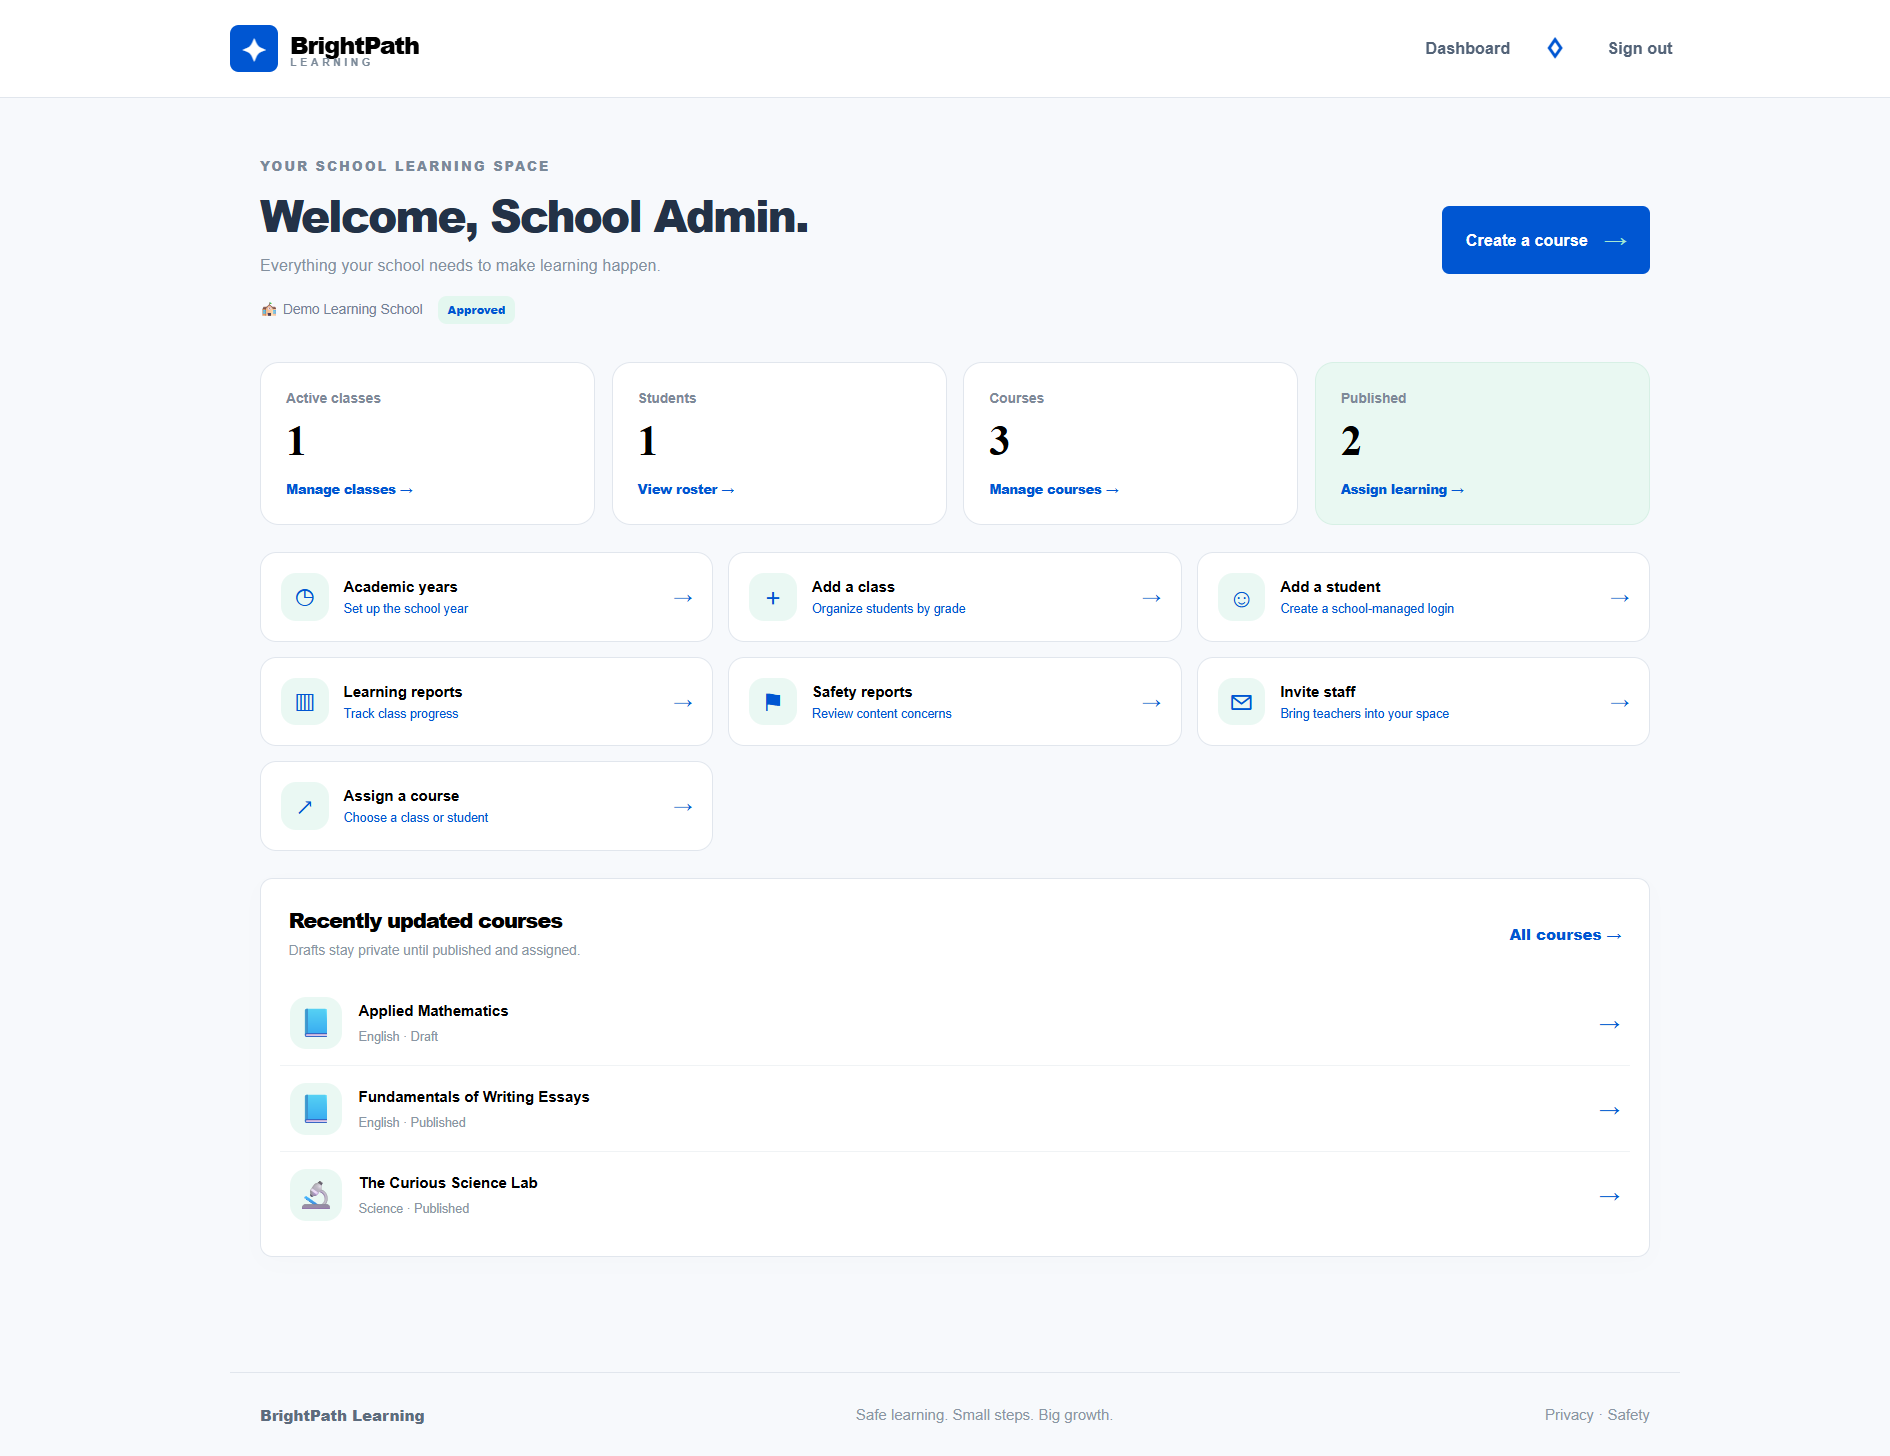 BrightPath
LEARNING
Dashboard
Sign out
YOUR SCHOOL LEARNING SPACE
Welcome, School Admin.
Everything your school needs to make learning happen.
Create a course →
Demo Learning School
Approved
Active classes
1
Manage classes →
Students
1
View roster →
Courses
3
Manage courses →
Published
2
Assign learning →
Academic years
Set up the school year
→
Add a class
Organize students by grade
→
Add a student
Create a school-managed login
→
Learning reports
Track class progress
→
Safety reports
Review content concerns
→
Invite staff
Bring teachers into your space
→
Assign a course
Choose a class or student
→
Recently updated courses
Drafts stay private until published and assigned.
All courses →
Applied Mathematics
English · Draft
→
Fundamentals of Writing Essays
English · Published
→
The Curious Science Lab
Science · Published
→
BrightPath Learning
Safe learning. Small steps. Big growth.
Privacy · Safety